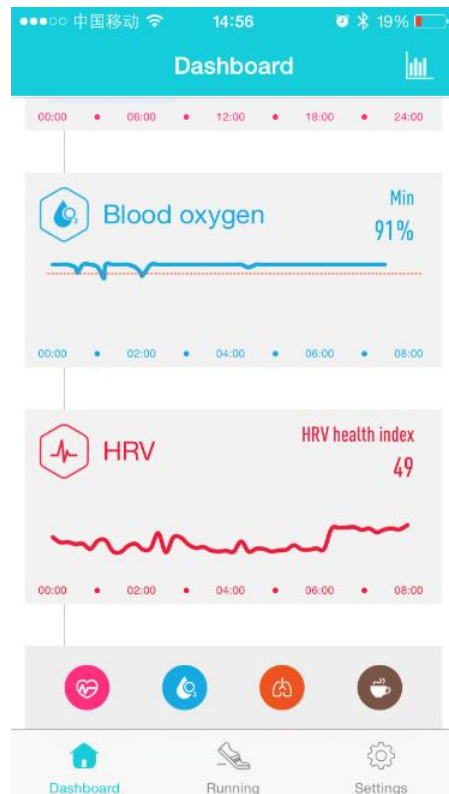 中国移动 14:56 19%
Dashboard
00:00 06:00 12:00 18:00 24:00
Blood oxygen
Min
91%
00:00 02:00 04:00 06:00 08:00
HRV
HRV health index
49
00:00 02:00 04:00 06:00 08:00
Dashboard Running Settings